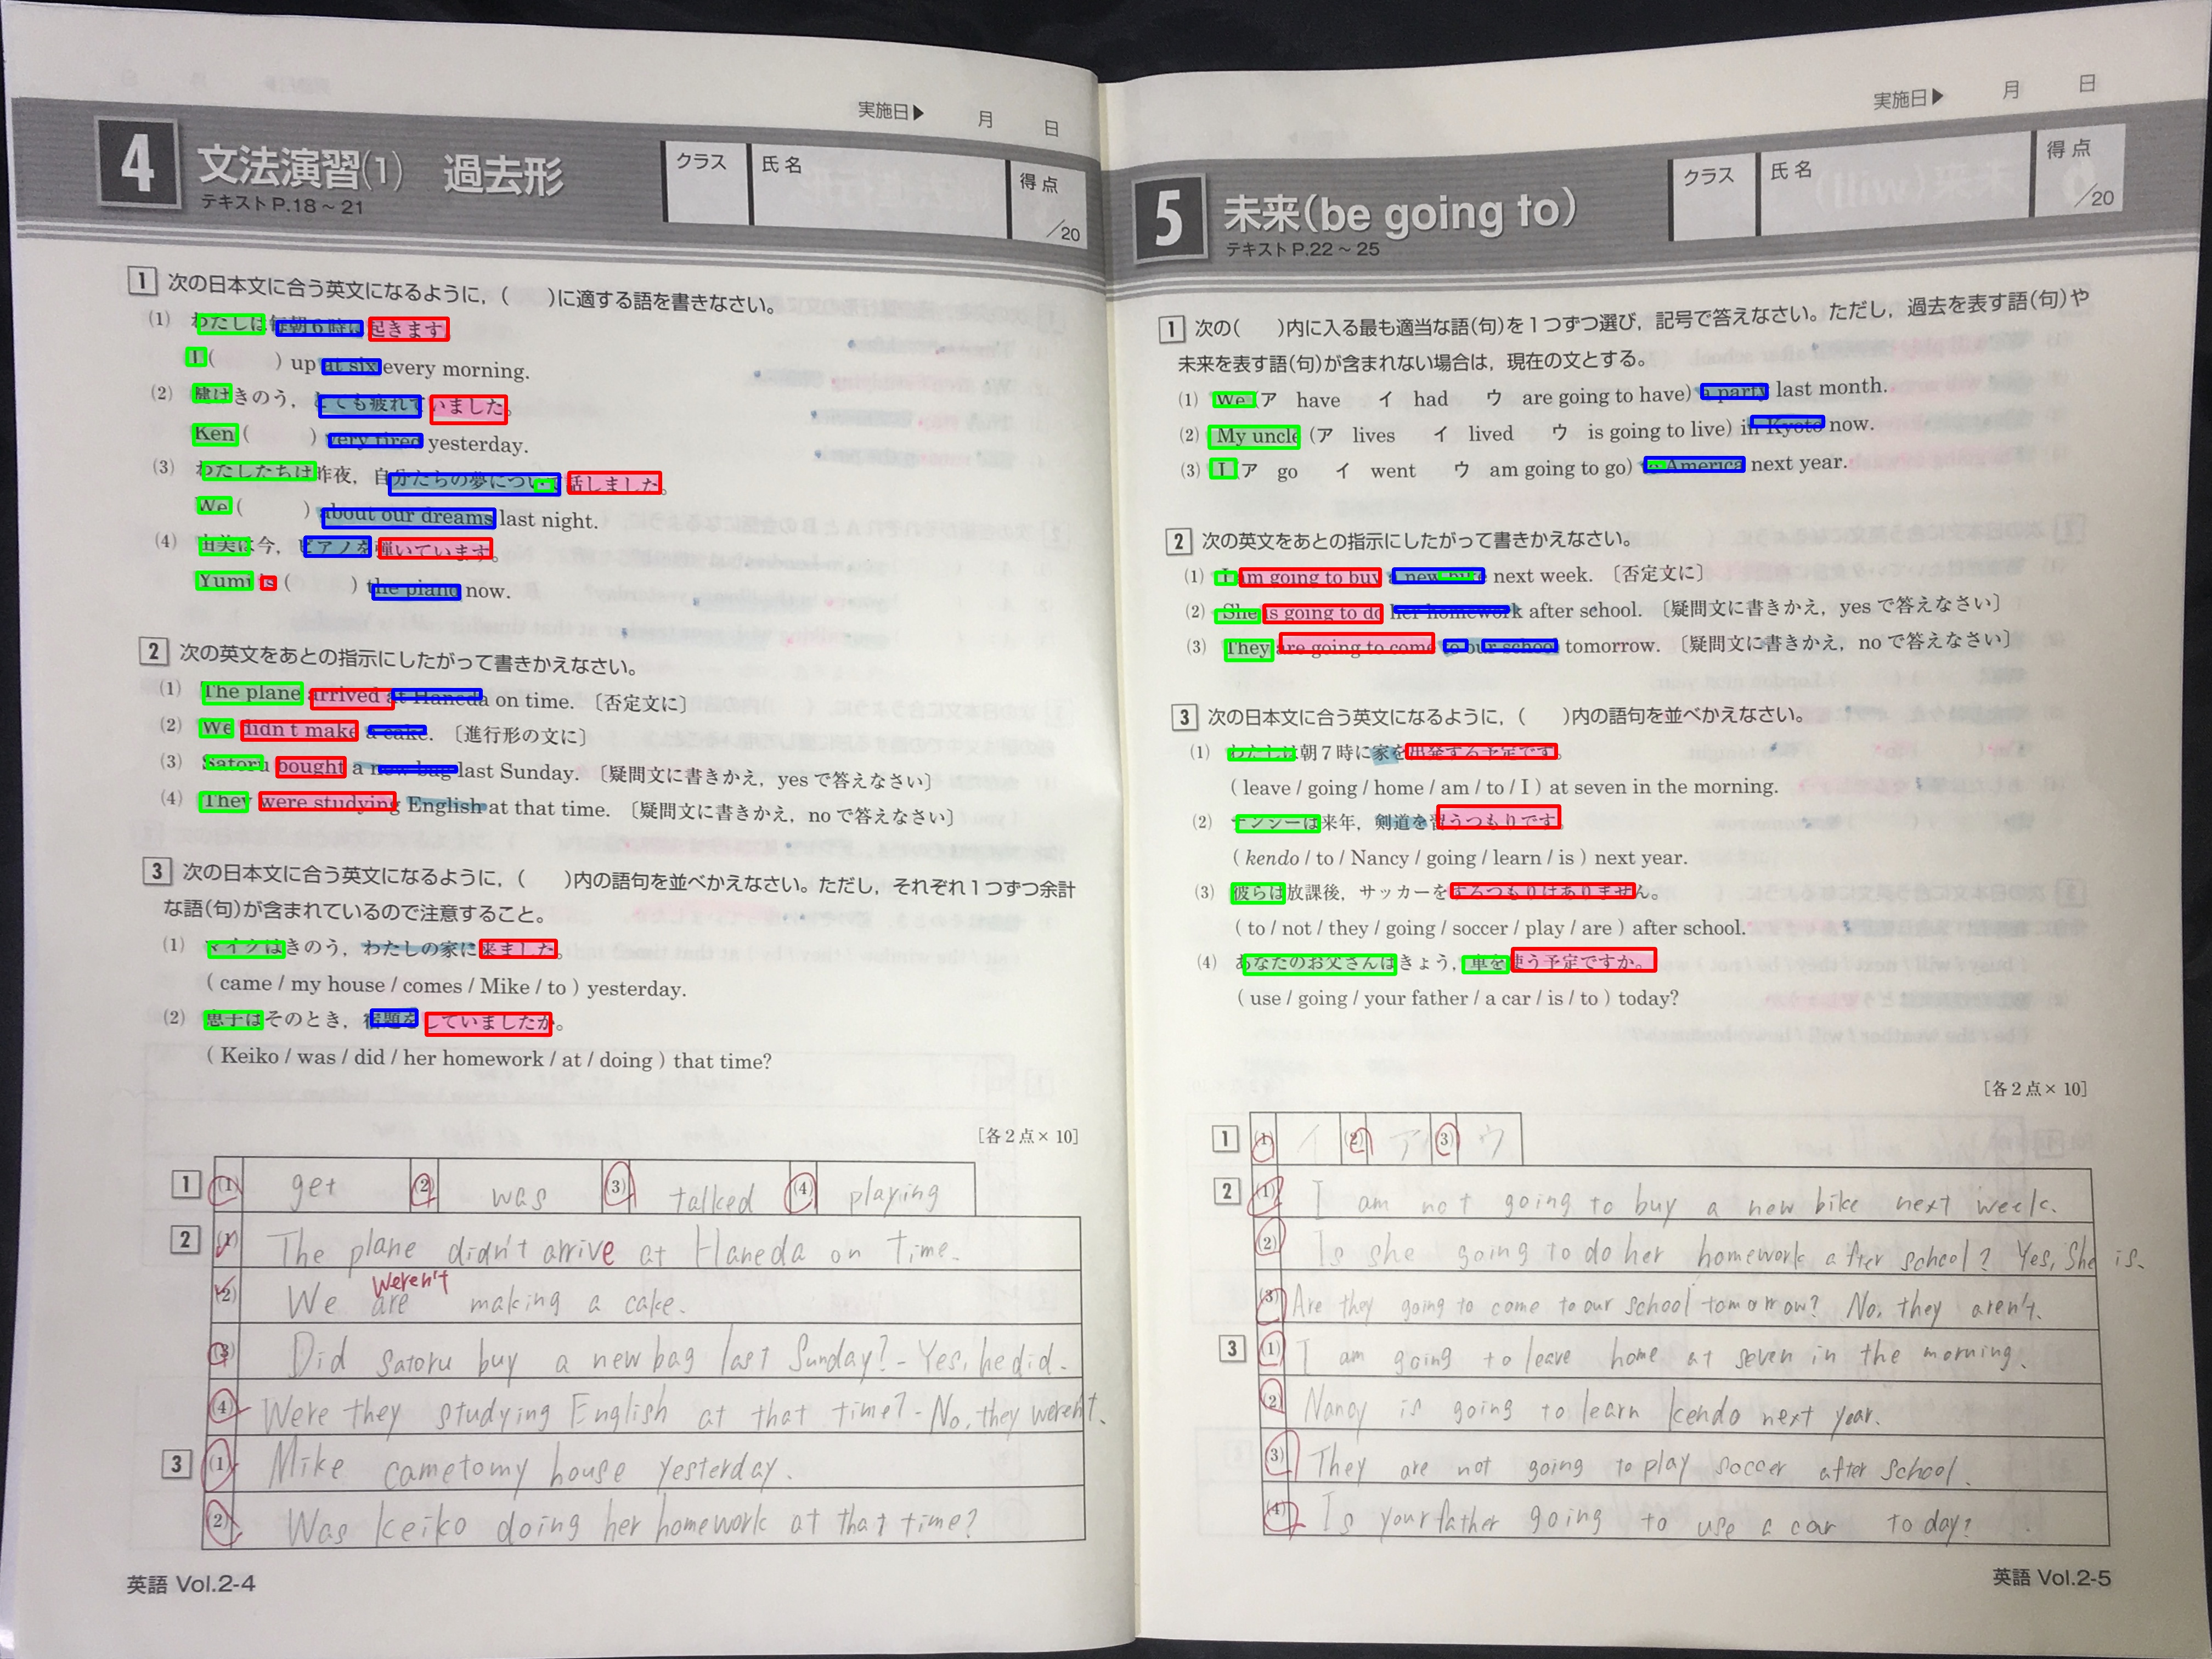 実施日▶ 月 日
4 文法演習(1) 過去形
テキストP.18～21
クラス 氏名 得点 /20
1 次の日本文に合う英文になるように，( )に適する語を書きなさい。
(1) わたしは毎朝6時に起きます。
I ( ) up at six every morning.
(2) 健はきのう，とても疲れていました。
Ken ( ) very tired yesterday.
(3) わたしたちは昨夜，自分たちの夢について話しました。
We ( ) about our dreams last night.
(4) 由美は今，ピアノを弾いています。
Yumi is ( ) the piano now.
2 次の英文をあとの指示にしたがって書きかえなさい。
(1) The plane arrived at Haneda on time. 〔否定文に〕
(2) We didn't make a cake. 〔進行形の文に〕
(3) Satoru bought a new bag last Sunday. 〔疑問文に書きかえ，yesで答えなさい〕
(4) They were studying English at that time. 〔疑問文に書きかえ，noで答えなさい〕
3 次の日本文に合う英文になるように，( )内の語句を並べかえなさい。ただし，それぞれ1つずつ余計
な語(句)が含まれているので注意すること。
(1) マイクはきのう，わたしの家に来ました。
( came / my house / comes / Mike / to ) yesterday.
(2) 恵子はそのとき，宿題をしていましたか。
( Keiko / was / did / her homework / at / doing ) that time?
[各2点×10]
1 (1) get (2) was (3) talked (4) playing
2 (1) The plane didn't arrive at Haneda on time.
weren't
(2) We are making a cake.
(3) Did Satoru buy a new bag last Sunday? - Yes, he did.
(4) Were they studying English at that time? - No, they weren't.
3 (1) Mike came to my house yesterday.
(2) Was Keiko doing her homework at that time?
英語 Vol.2-4
実施日▶ 月 日
5 未来(be going to)
テキストP.22～25
クラス 氏名 得点 /20
1 次の( )内に入る最も適当な語(句)を1つずつ選び，記号で答えなさい。ただし，過去を表す語(句)や
未来を表す語(句)が含まれない場合は，現在の文とする。
(1) We (ア have イ had ウ are going to have) a party last month.
(2) My uncle (ア lives イ lived ウ is going to live) in Kyoto now.
(3) I (ア go イ went ウ am going to go) to America next year.
2 次の英文をあとの指示にしたがって書きかえなさい。
(1) I am going to buy a new bike next week. 〔否定文に〕
(2) She is going to do her homework after school. 〔疑問文に書きかえ，yesで答えなさい〕
(3) They are going to come to our school tomorrow. 〔疑問文に書きかえ，noで答えなさい〕
3 次の日本文に合う英文になるように，( )内の語句を並べかえなさい。
(1) わたしは朝7時に家を出発する予定です。
( leave / going / home / am / to / I ) at seven in the morning.
(2) ナンシーは来年，剣道を習うつもりです。
( kendo / to / Nancy / going / learn / is ) next year.
(3) 彼らは放課後，サッカーをするつもりはありません。
( to / not / they / going / soccer / play / are ) after school.
(4) あなたのお父さんはきょう，車を使う予定ですか。
( use / going / your father / a car / is / to ) today?
[各2点×10]
1 (1) イ (2) ア (3) ウ
2 (1) I am not going to buy a new bike next week.
(2) Is she going to do her homework after school? Yes, She is.
(3) Are they going to come to our school tomorrow? No, they aren't.
3 (1) I am going to leave home at seven in the morning.
(2) Nancy is going to learn kendo next year.
(3) They are not going to play soccer after school.
(4) Is your father going to use a car today?
英語 Vol.2-5